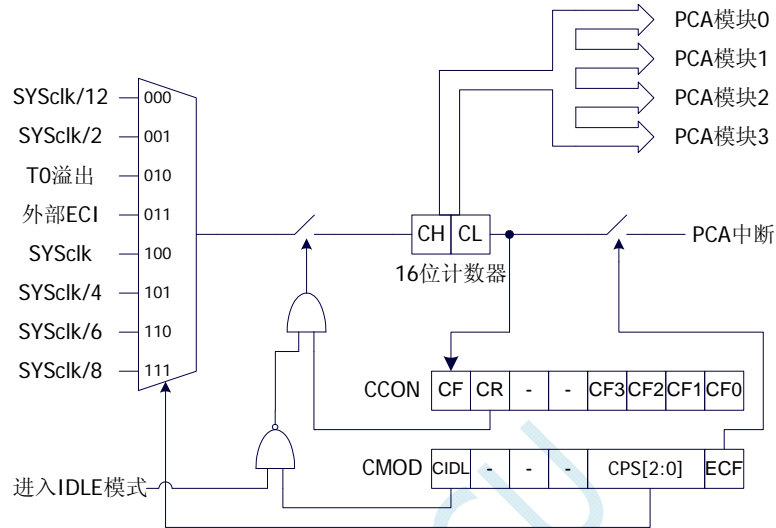 PCA模块0
PCA模块1
PCA模块2
PCA模块3
SYSclk/12
000
SYSclk/2
001
T0溢出
010
外部ECI
011
SYSclk
100
SYSclk/4
101
SYSclk/6
110
SYSclk/8
111
CH CL
16位计数器
PCA中断
CCON CF CR - - CF3 CF2 CF1 CF0
CMOD CIDL - - - CPS[2:0] ECF
进入IDLE模式